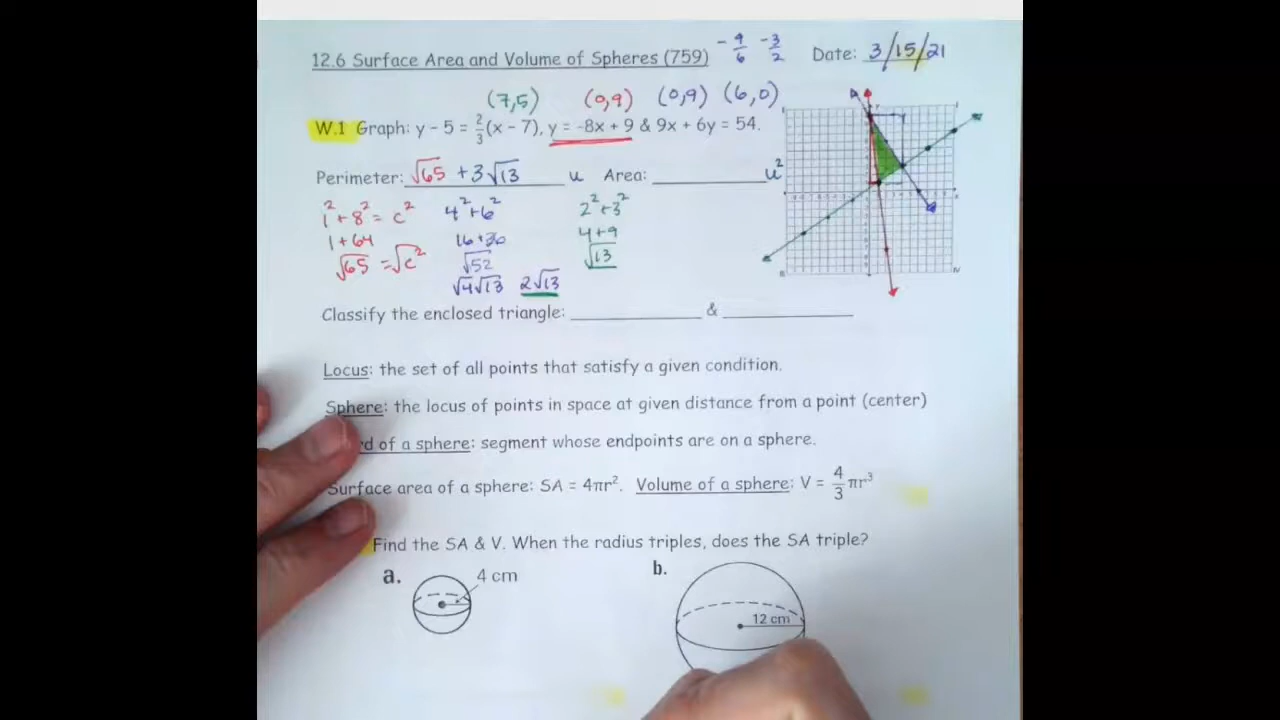 12.6 Surface Area and Volume of Spheres (759) -9/6 -3/2 Date: 3/15/21
(7,5) (0,9) (0,9) (6,0)
W.1 Graph: y - 5 = 2/3(x - 7), y = -8x + 9 & 9x + 6y = 54.
Perimeter: √65 + 3√13 u Area: ____________ u²
1² + 8² = c² 4² + 6² 2² + 3²
1 + 64 16 + 36 4 + 9
√65 = √c² √52 √13
√4√13 2√13
Classify the enclosed triangle: ____________ & ____________
Locus: the set of all points that satisfy a given condition.
Sphere: the locus of points in space at given distance from a point (center)
of a sphere: segment whose endpoints are on a sphere.
Surface area of a sphere: SA = 4πr². Volume of a sphere: V = 4/3 πr³
Find the SA & V. When the radius triples, does the SA triple?
a. 4 cm b.
12 cm